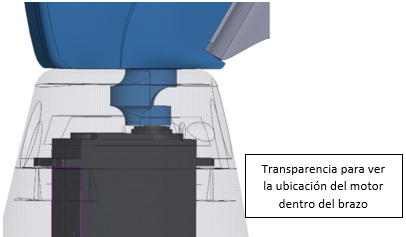 Transparencia para ver
la ubicación del motor
dentro del brazo